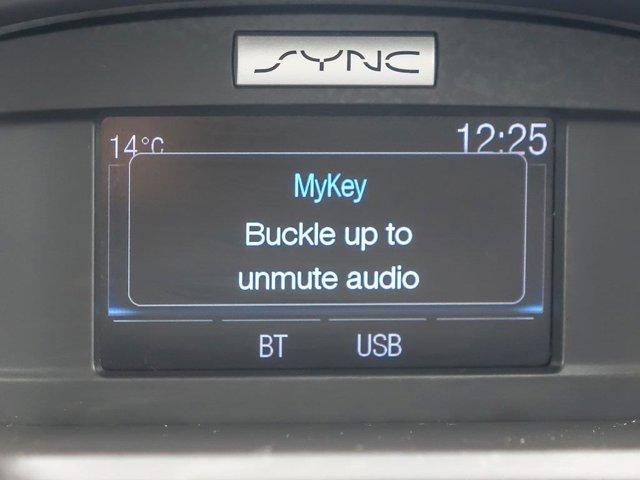 SYNC
14°C 12:25
MyKey
Buckle up to
unmute audio
BT USB